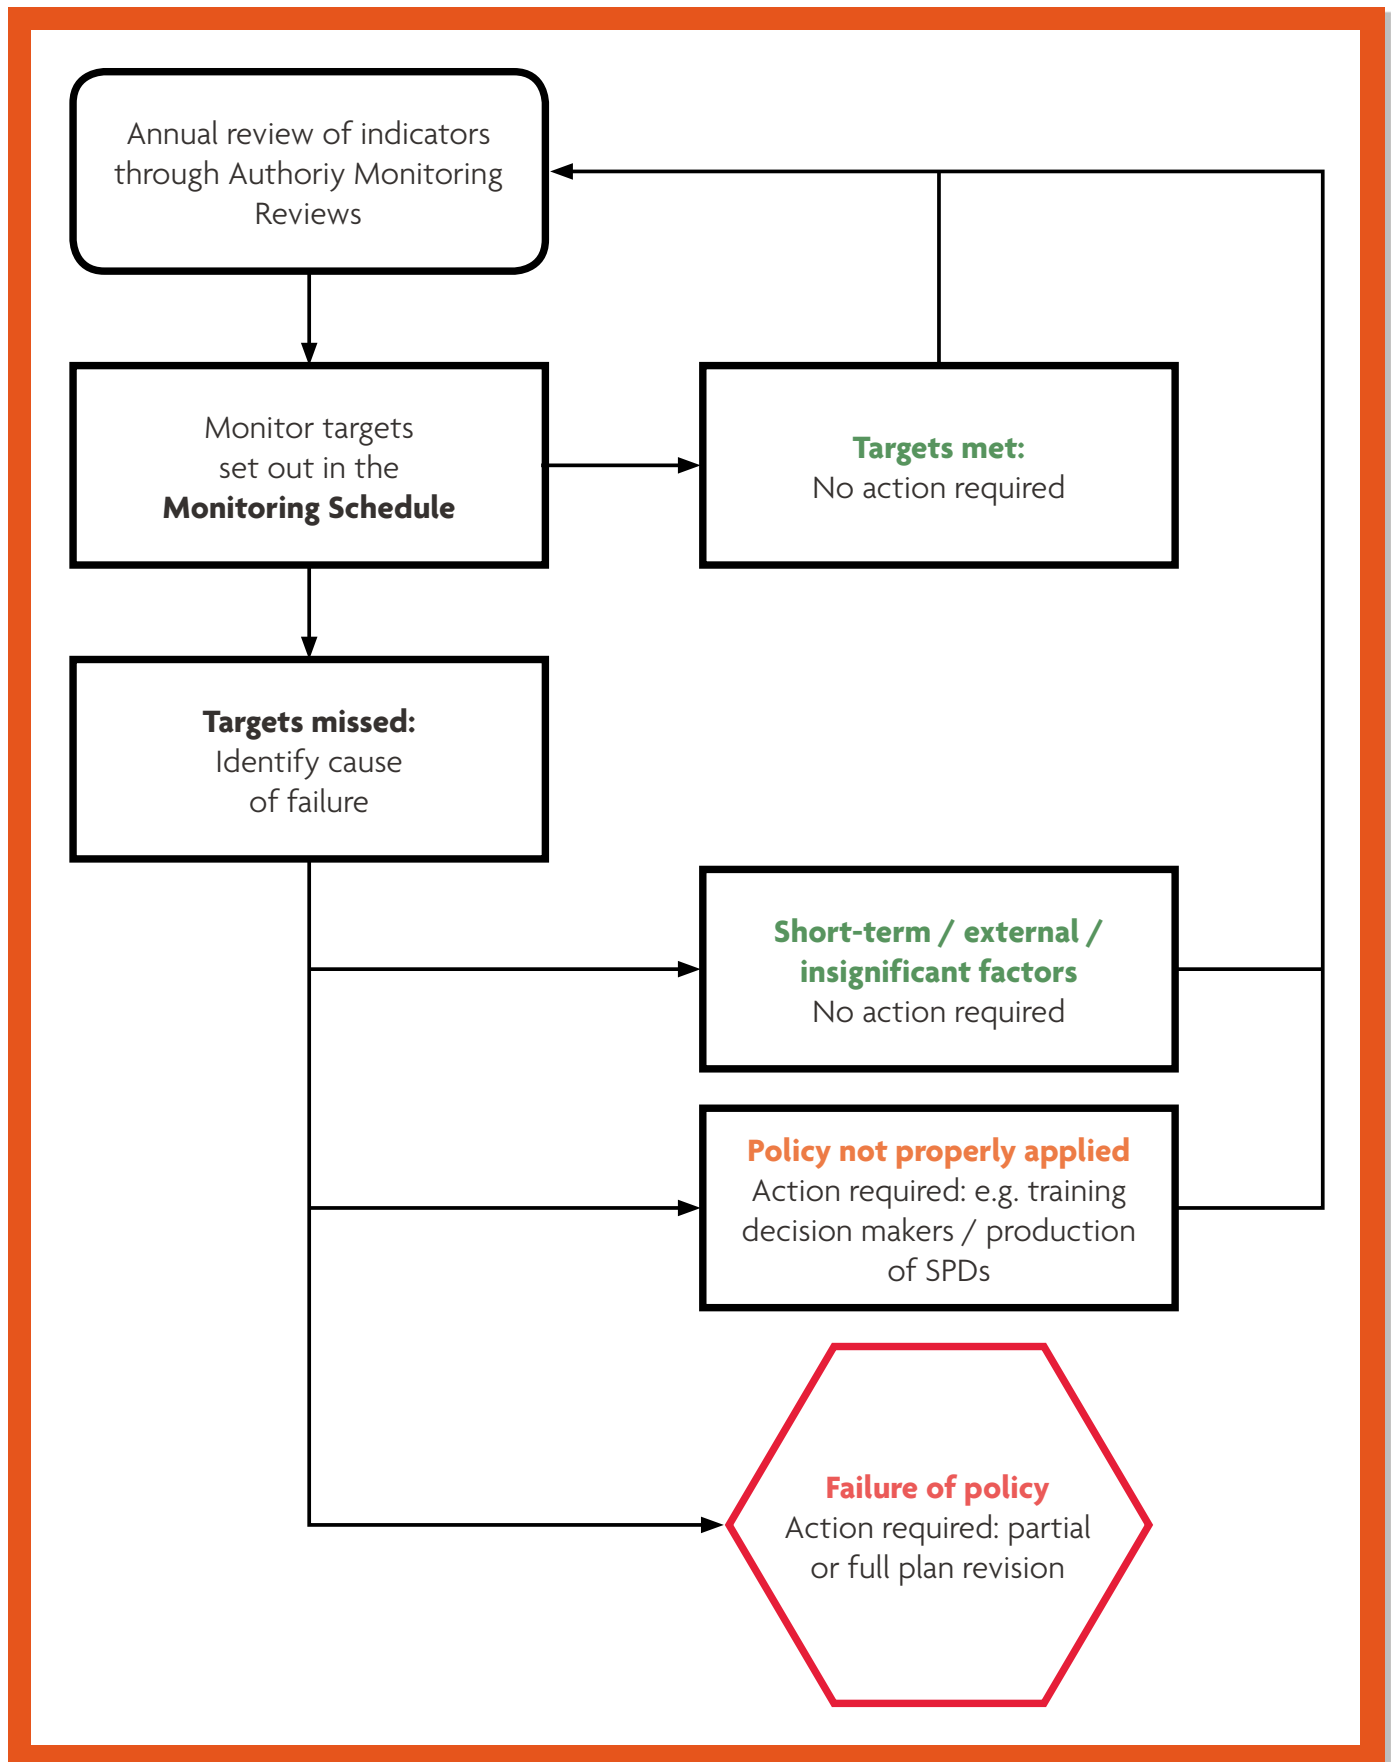 Annual review of indicators
through Authoriy Monitoring
Reviews
Monitor targets
set out in the
Monitoring Schedule
Targets met:
No action required
Targets missed:
Identify cause
of failure
Short-term / external /
insignificant factors
No action required
Policy not properly applied
Action required: e.g. training
decision makers / production
of SPDs
Failure of policy
Action required: partial
or full plan revision